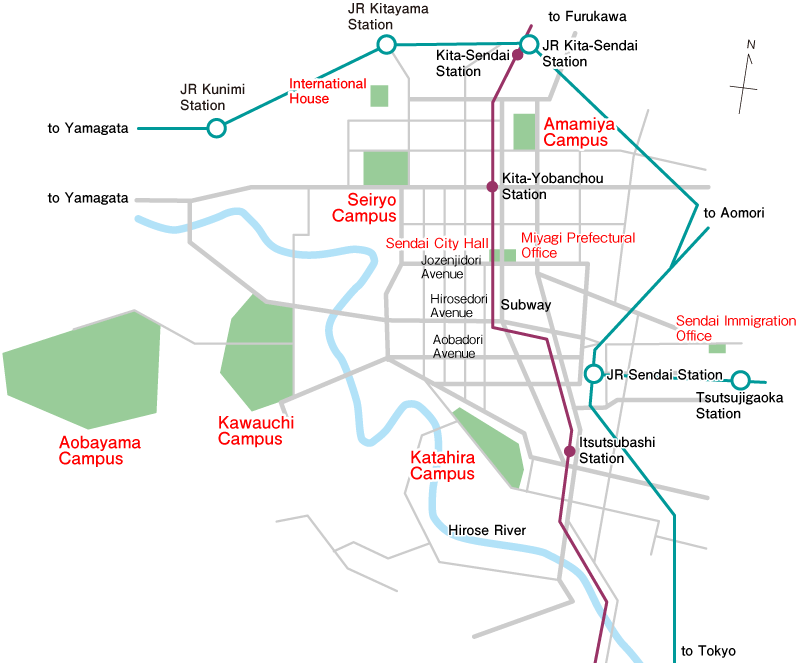 JR Kitayama
Station
to Furukawa
N
JR Kita-Sendai
Station
Kita-Sendai
Station
JR Kunimi
Station
International
House
to Yamagata
Amamiya
Campus
Kita-Yobanchou
Station
to Yamagata
Seiryo
Campus
to Aomori
Sendai City Hall
Miyagi Prefectural
Office
Jozenjidori
Avenue
Hirosedori
Avenue
Subway
Sendai Immigration
Office
Aobadori
Avenue
JR Sendai Station
Tsutsujigaoka
Station
Kawauchi
Campus
Aobayama
Campus
Katahira
Campus
Itsutsubashi
Station
Hirose River
to Tokyo